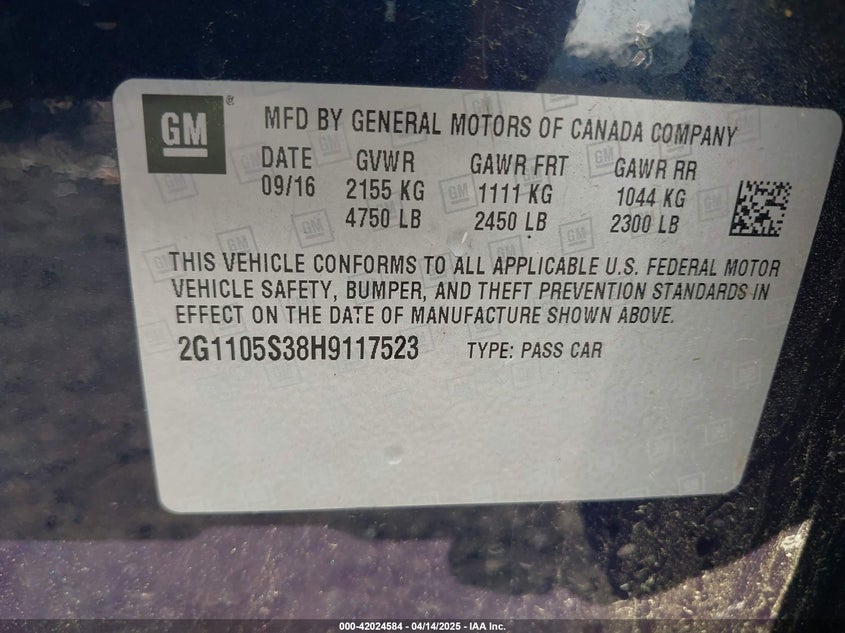 GM
MFD BY GENERAL MOTORS OF CANADA COMPANY
DATE GVWR GAWR FRT GAWR RR
09/16 2155 KG 1111 KG 1044 KG
4750 LB 2450 LB 2300 LB
THIS VEHICLE CONFORMS TO ALL APPLICABLE U.S. FEDERAL MOTOR
VEHICLE SAFETY, BUMPER, AND THEFT PREVENTION STANDARDS IN
EFFECT ON THE DATE OF MANUFACTURE SHOWN ABOVE.
2G1105S38H9117523 TYPE: PASS CAR
000-42024584 - 04/14/2025 - IAA Inc.